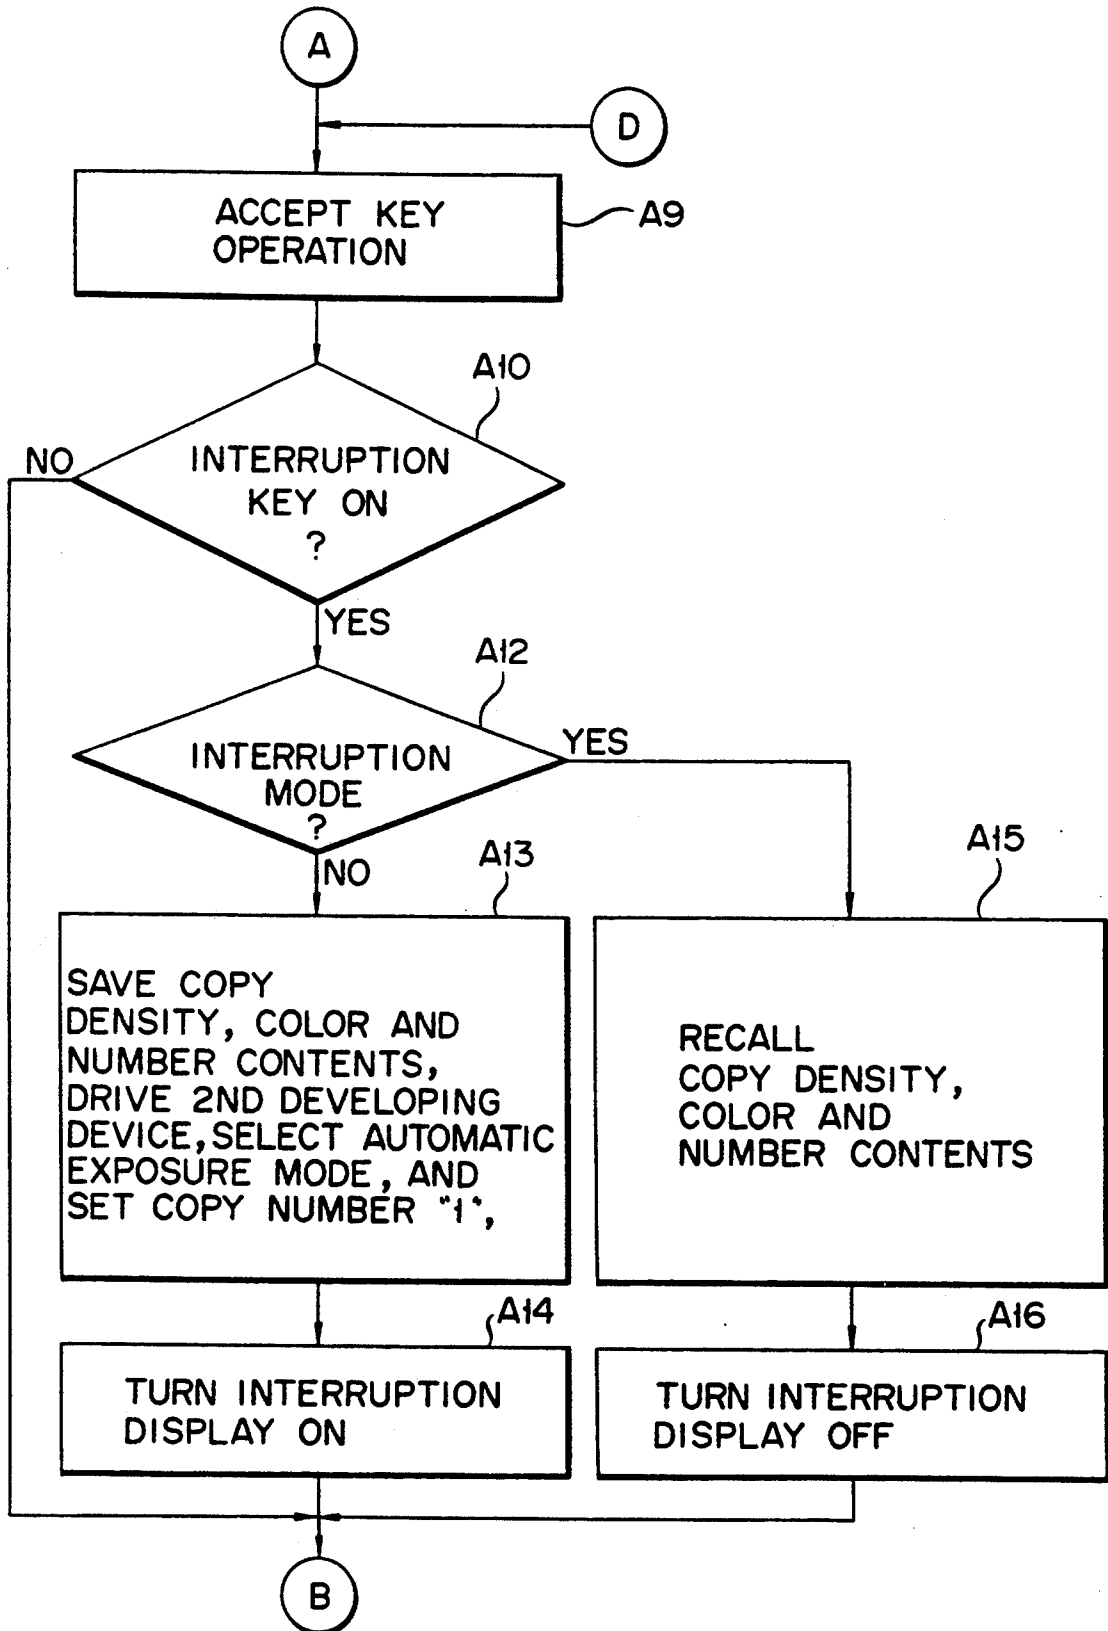 A
D
ACCEPT KEY
OPERATION
A9
A10
NO
INTERRUPTION
KEY ON
?
YES
A12
INTERRUPTION
MODE
?
YES
NO
A13
A15
SAVE COPY
DENSITY, COLOR AND
NUMBER CONTENTS,
DRIVE 2ND DEVELOPING
DEVICE, SELECT AUTOMATIC
EXPOSURE MODE, AND
SET COPY NUMBER "1",
RECALL
COPY DENSITY,
COLOR AND
NUMBER CONTENTS
A14
A16
TURN INTERRUPTION
DISPLAY ON
TURN INTERRUPTION
DISPLAY OFF
B